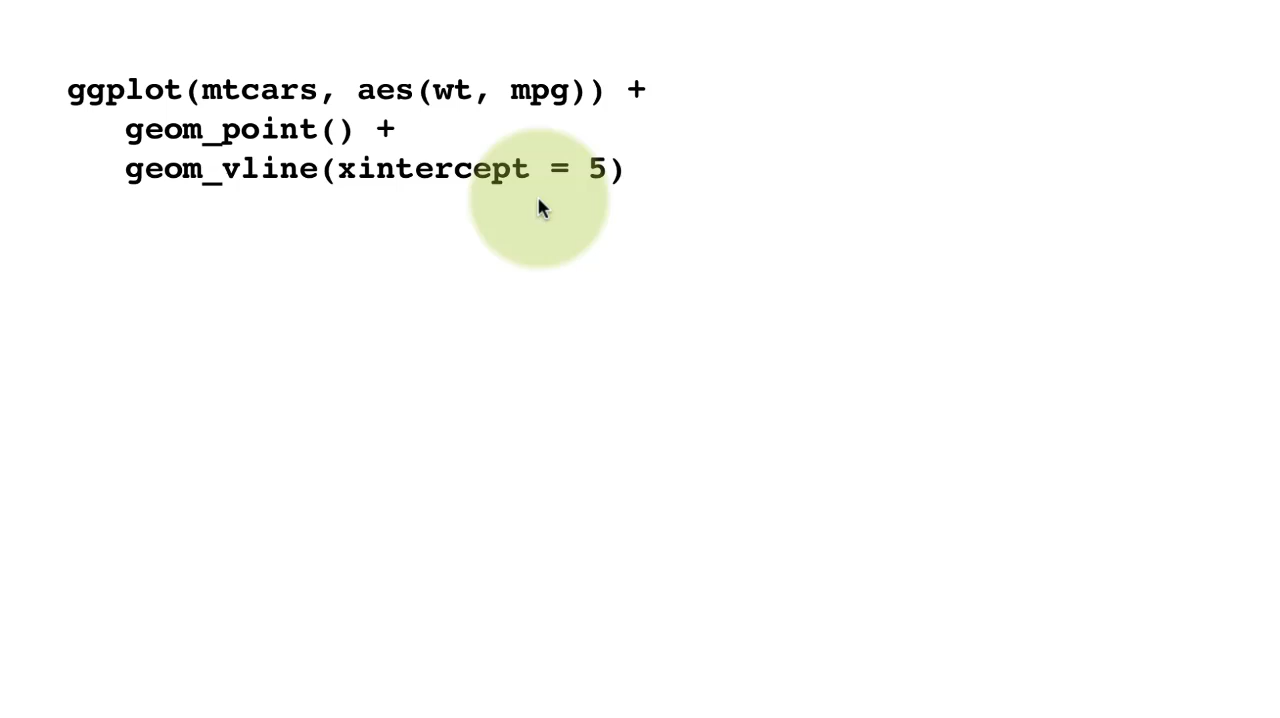 ggplot(mtcars, aes(wt, mpg)) +
   geom_point() +
   geom_vline(xintercept = 5)